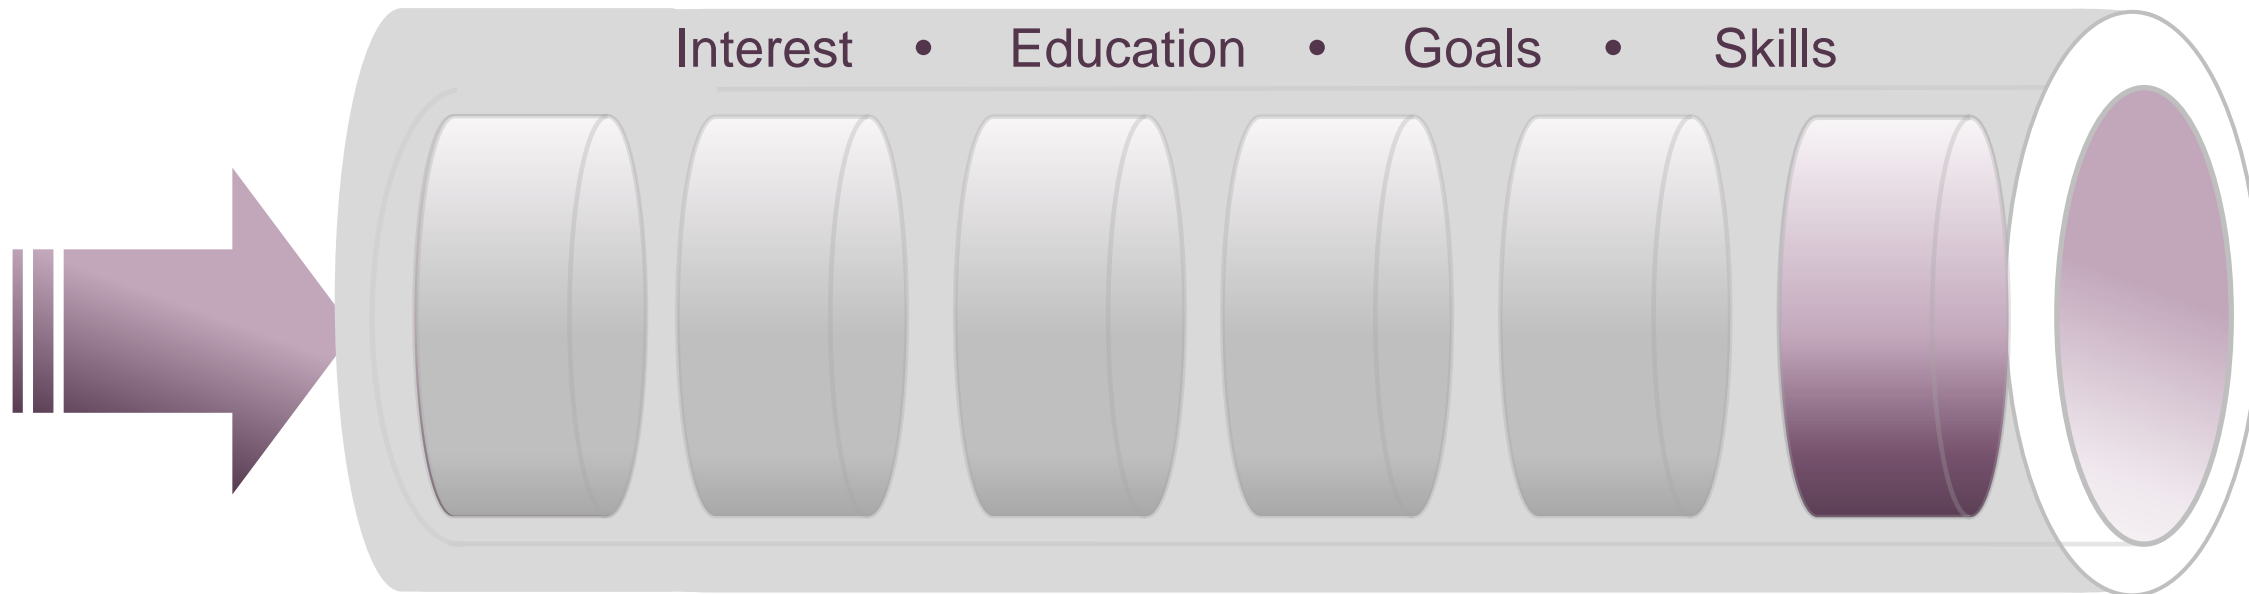 Interest • Education • Goals • Skills